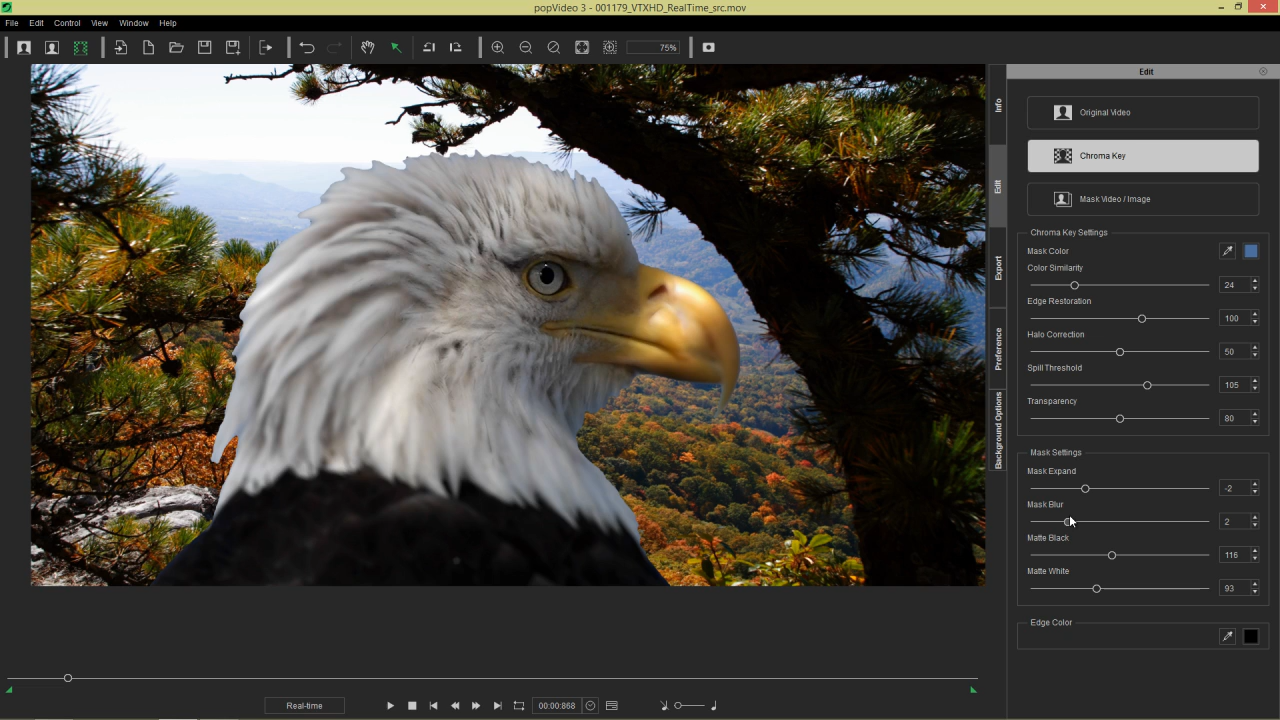 popVideo 3 - 001179_VTXHD_RealTime_src.mov
File Edit Control View Window Help
75%
Info
Edit
Export
Preference
Background Options
Edit
Original Video
Chroma Key
Mask Video / Image
Chroma Key Settings
Mask Color
Color Similarity
24
Edge Restoration
100
Halo Correction
50
Spill Threshold
105
Transparency
80
Mask Settings
Mask Expand
-2
Mask Blur
2
Matte Black
116
Matte White
93
Edge Color
Real-time
00:00:868